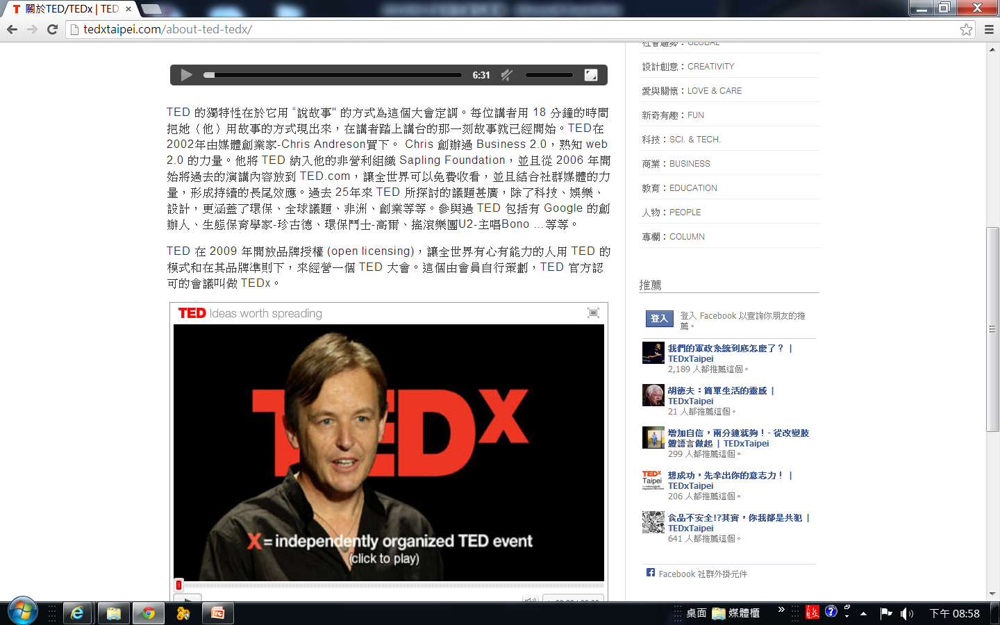 關於TED/TEDx | TED
tedxtaipei.com/about-ted-tedx/
6:31
TED 的獨特性在於它用 “說故事" 的方式為這個大會定調。每位講者用 18 分鐘的時間
把她（他）用故事的方式現出來，在講者踏上講台的那一刻故事就已經開始。TED在
2002年由媒體創業家-Chris Andreson買下。 Chris 創辦過 Business 2.0，熟知 web
2.0 的力量。他將 TED 納入他的非營利組織 Sapling Foundation，並且從 2006 年開
始將過去的演講內容放到 TED.com，讓全世界可以免費收看，並且結合社群媒體的力
量，形成持續的長尾效應。過去 25年來 TED 所探討的議題甚廣，除了科技、娛樂、
設計，更涵蓋了環保、全球議題、非洲、創業等等。參與過 TED 包括有 Google 的創
辦人、生態保育學家-珍古德、環保鬥士-高爾、搖滾樂團U2-主唱Bono …等等。
TED 在 2009 年開放品牌授權 (open licensing)，讓全世界有心有能力的人用 TED 的
模式和在其品牌準則下，來經營一個 TED 大會。這個由會員自行策劃，TED 官方認
可的會議叫做 TEDx。
TED Ideas worth spreading
TEDx
X = independently organized TED event
(click to play)
社會趨勢：GLOBAL
設計創意：CREATIVITY
愛與關懷：LOVE & CARE
新奇有趣：FUN
科技：SCI. & TECH.
商業：BUSINESS
教育：EDUCATION
人物：PEOPLE
專欄：COLUMN
推薦
登入
登入 Facebook 以查詢你朋友的推
薦。
我們的軍政系統到底怎麼了？ |
TEDxTaipei
2,189 人都推薦這個。
胡德夫：簡單生活的靈感 |
TEDxTaipei
21 人都推薦這個。
增加自信，兩分鐘就夠！- 從改變肢
體語言做起 | TEDxTaipei
299 人都推薦這個。
TEDx
Taipei
想成功，先拿出你的意志力！ |
TEDxTaipei
206 人都推薦這個。
食品不安全!?其實，你我都是共犯 |
TEDxTaipei
641 人都推薦這個。
Facebook 社群外掛元件
桌面
媒體櫃
下午 08:58